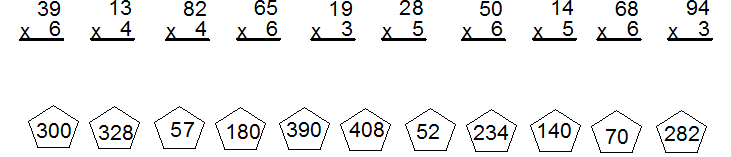 39 13 82 65 19 28 50 14 68 94
x 6 x 4 x 4 x 6 x 3 x 5 x 6 x 5 x 6 x 3
300 328 57 180 390 408 52 234 140 70 282